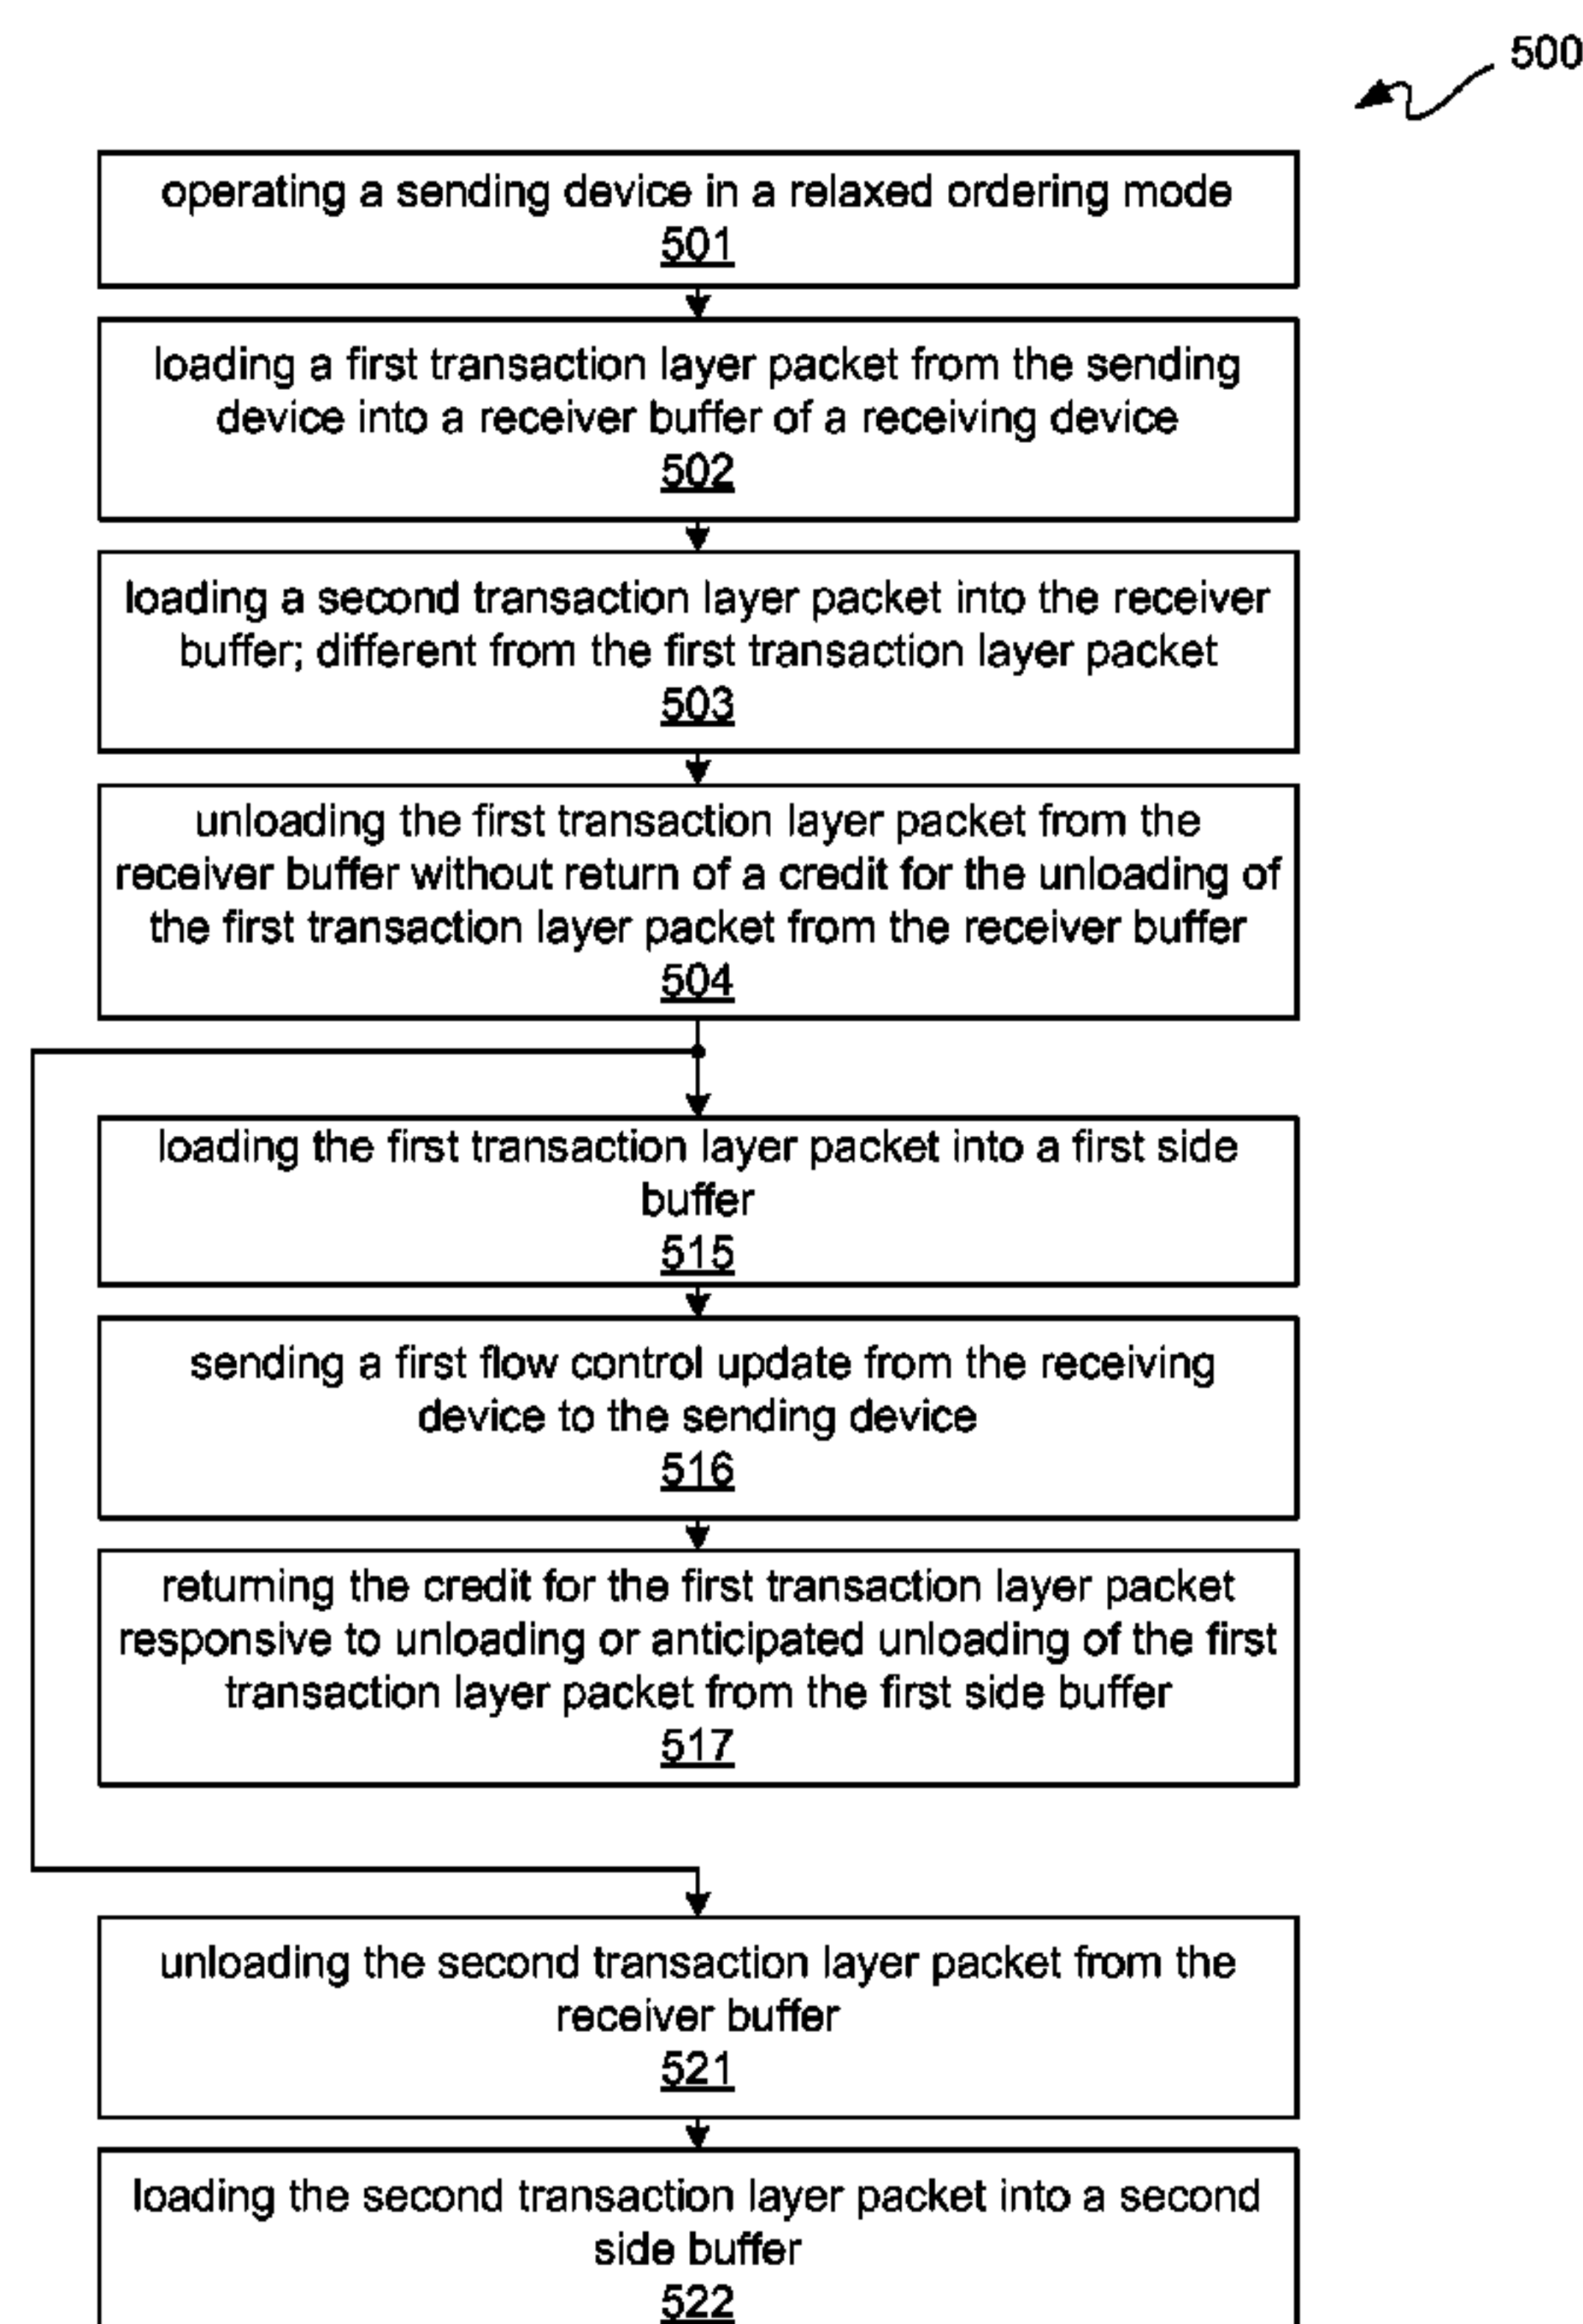 500
operating a sending device in a relaxed ordering mode
501
loading a first transaction layer packet from the sending
device into a receiver buffer of a receiving device
502
loading a second transaction layer packet into the receiver
buffer; different from the first transaction layer packet
503
unloading the first transaction layer packet from the
receiver buffer without return of a credit for the unloading of
the first transaction layer packet from the receiver buffer
504
loading the first transaction layer packet into a first side
buffer
515
sending a first flow control update from the receiving
device to the sending device
516
returning the credit for the first transaction layer packet
responsive to unloading or anticipated unloading of the first
transaction layer packet from the first side buffer
517
unloading the second transaction layer packet from the
receiver buffer
521
loading the second transaction layer packet into a second
side buffer
522